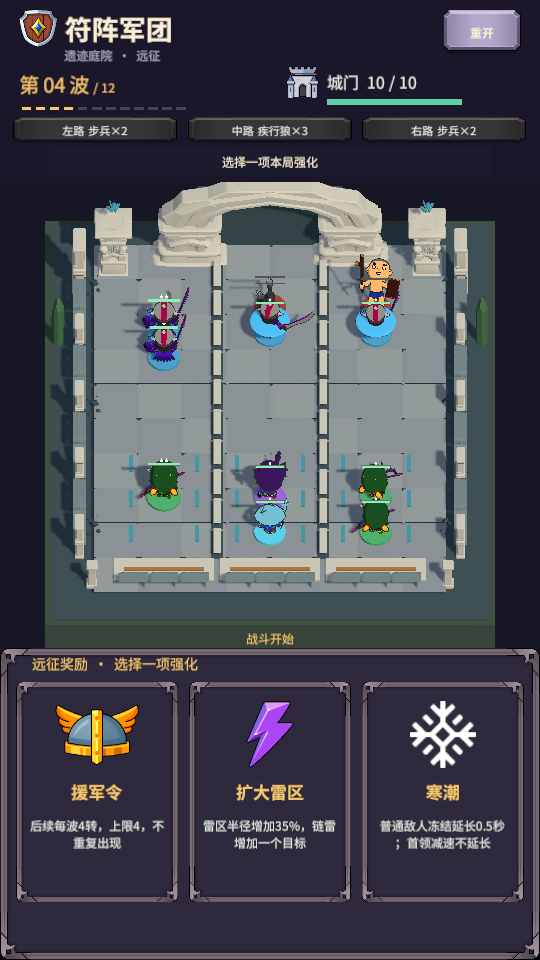 符阵军团
重开
遗迹庭院 · 远征
第 04 波 / 12
城门 10 / 10
左路 步兵×2
中路 疾行狼×3
右路 步兵×2
选择一项本局强化
战斗开始
远征奖励 · 选择一项强化
援军令
后续每波4转，上限4，不
重复出现
扩大雷区
雷区半径增加35%，链雷
增加一个目标
寒潮
普通敌人冻结延长0.5秒
；首领减速不延长